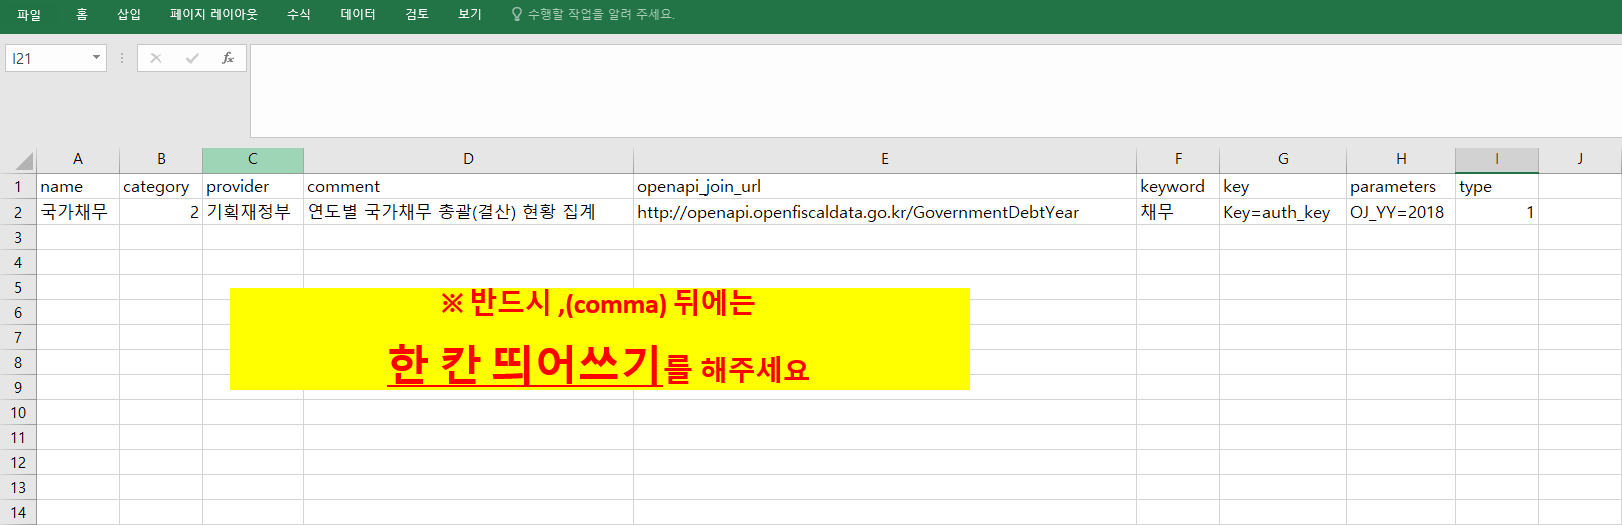 파일 홈 삽입 페이지 레이아웃 수식 데이터 검토 보기 수행할 작업을 알려 주세요.
I21 fx
A B C D E F G H I J
1 name category provider comment openapi_join_url keyword key parameters type
2 국가채무 2 기획재정부 연도별 국가채무 총괄(결산) 현황 집계 http://openapi.openfiscaldata.go.kr/GovernmentDebtYear 채무 Key=auth_key OJ_YY=2018 1
3
4
5
※ 반드시 ,(comma) 뒤에는
6
7
8
한 칸 띄어쓰기를 해주세요
9
10
11
12
13
14